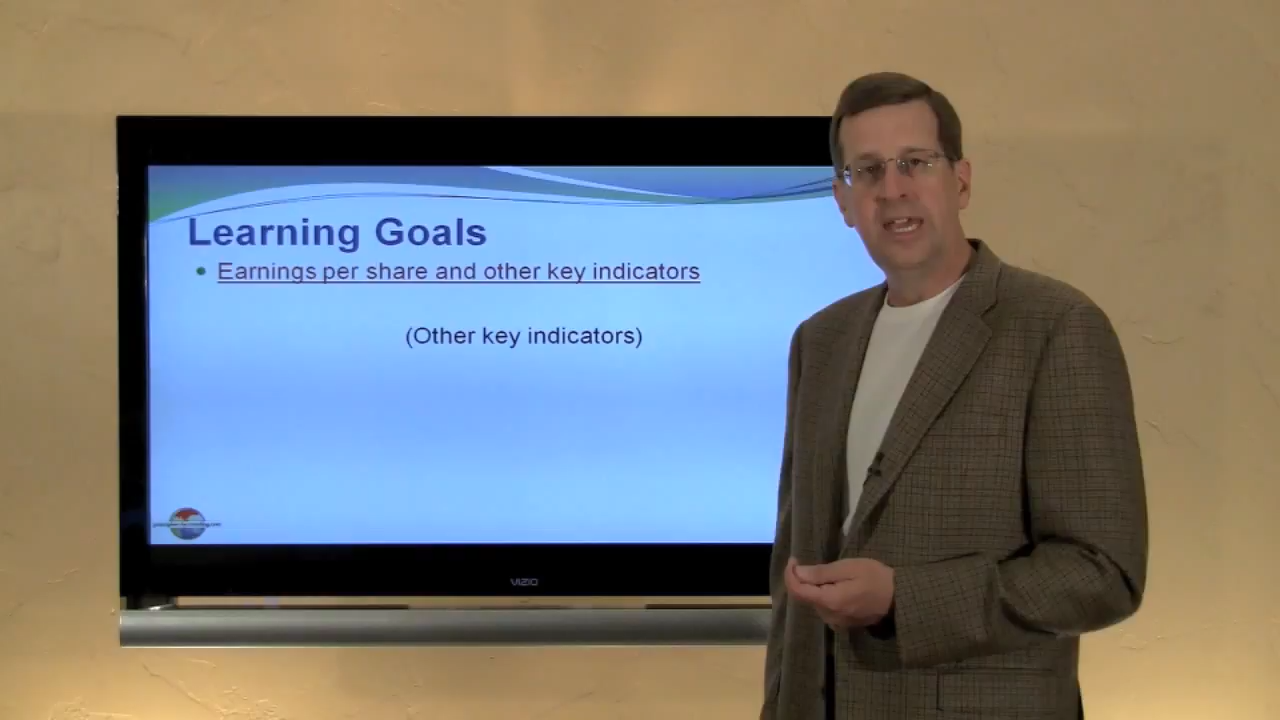 Learning Goals
• Earnings per share and other key indicators
(Other key indicators)
VIZIO